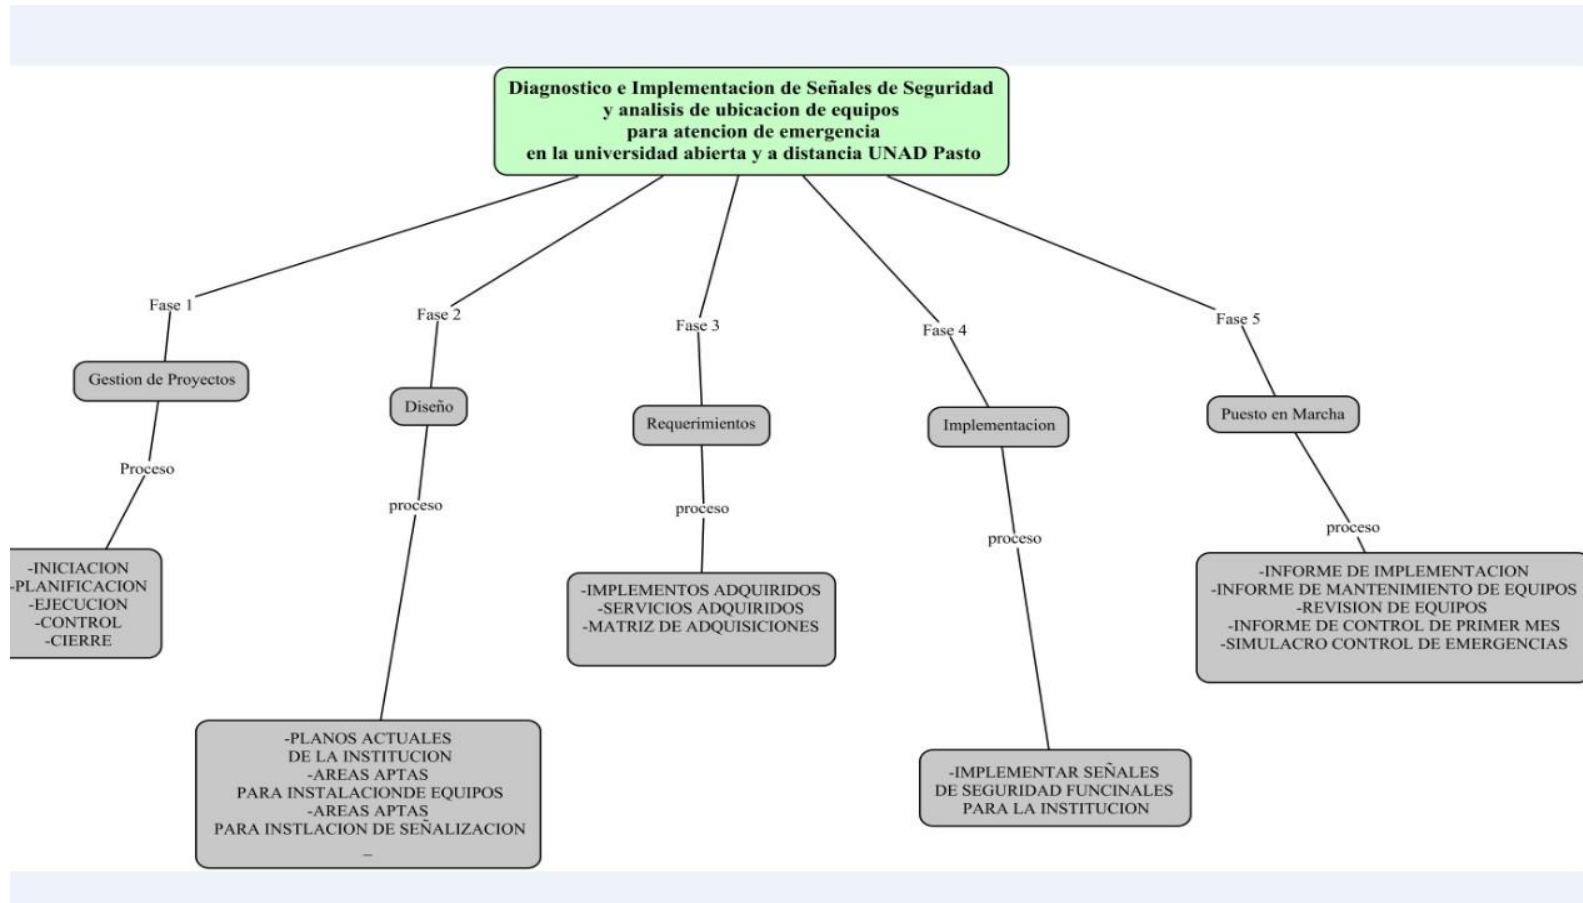 Diagnostico e Implementacion de Señales de Seguridad
y analisis de ubicacion de equipos
para atencion de emergencia
en la universidad abierta y a distancia UNAD Pasto
Fase 1
Fase 2
Fase 3
Fase 4
Fase 5
Gestion de Proyectos
Diseño
Requerimientos
Implementacion
Puesto en Marcha
Proceso
proceso
proceso
proceso
proceso
-INICIACION
-PLANIFICACION
-EJECUCION
-CONTROL
-CIERRE
-PLANOS ACTUALES
DE LA INSTITUCION
-AREAS APTAS
PARA INSTALACIONDE EQUIPOS
-AREAS APTAS
PARA INSTLACION DE SEÑALIZACION
_
-IMPLEMENTOS ADQUIRIDOS
-SERVICIOS ADQUIRIDOS
-MATRIZ DE ADQUISICIONES
-IMPLEMENTAR SEÑALES
DE SEGURIDAD FUNCINALES
PARA LA INSTITUCION
-INFORME DE IMPLEMENTACION
-INFORME DE MANTENIMIENTO DE EQUIPOS
-REVISION DE EQUIPOS
-INFORME DE CONTROL DE PRIMER MES
-SIMULACRO CONTROL DE EMERGENCIAS